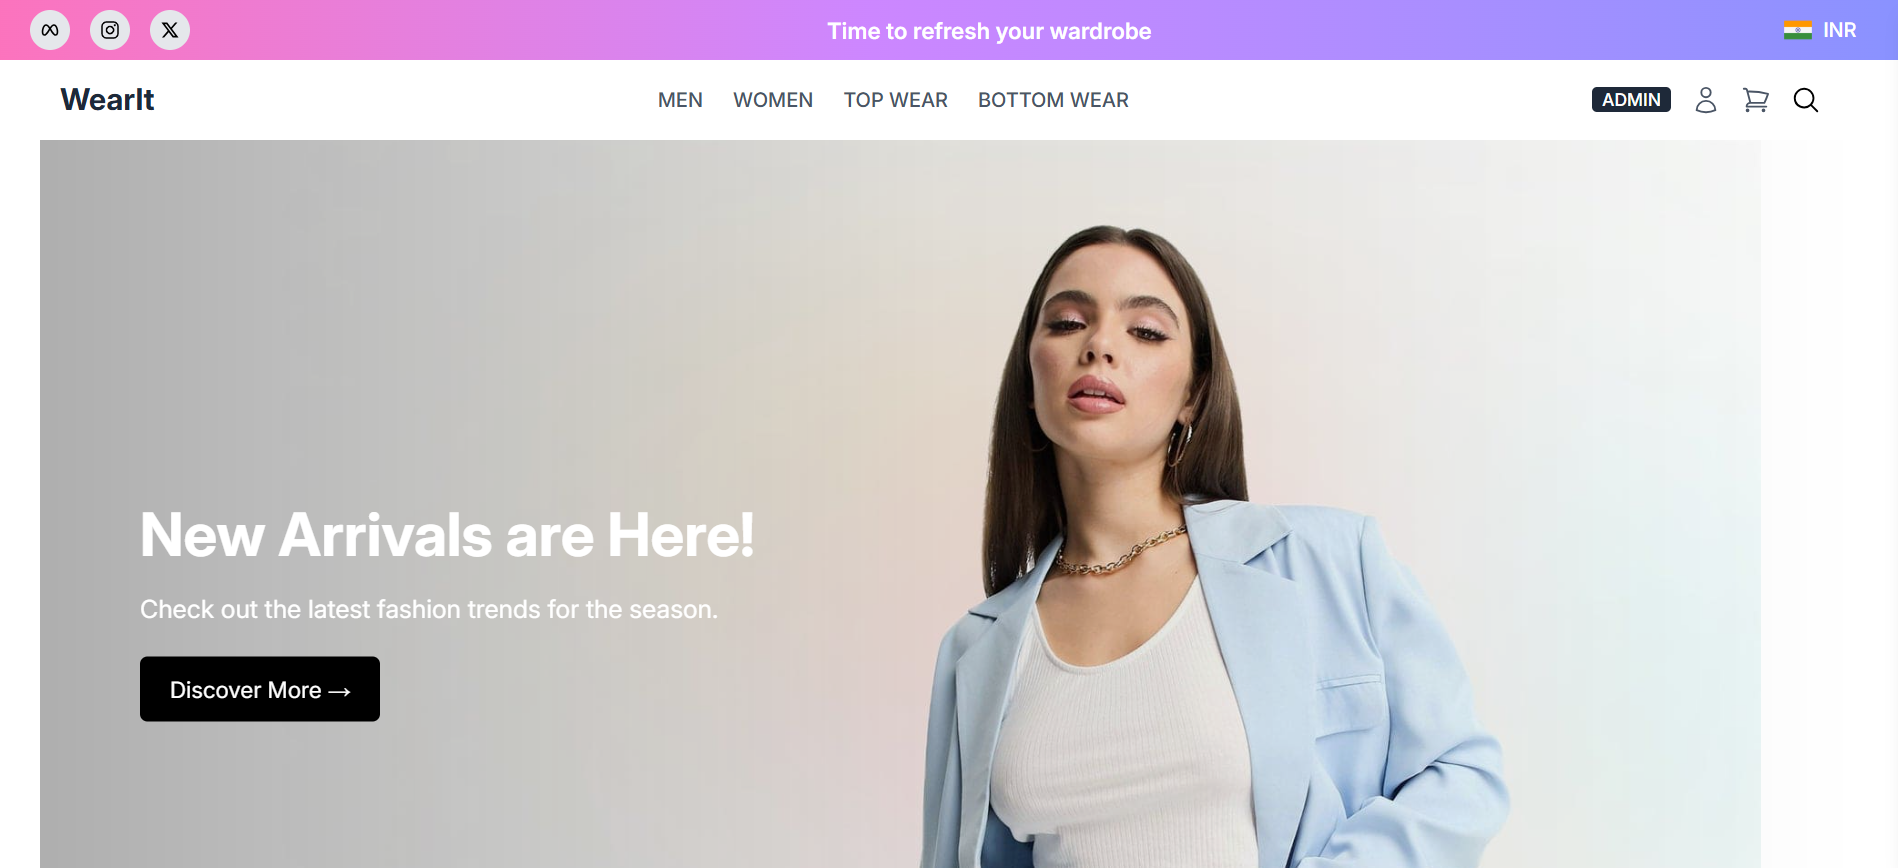 Time to refresh your wardrobe
INR
WearIt
MEN WOMEN TOP WEAR BOTTOM WEAR
ADMIN
New Arrivals are Here!
Check out the latest fashion trends for the season.
Discover More →